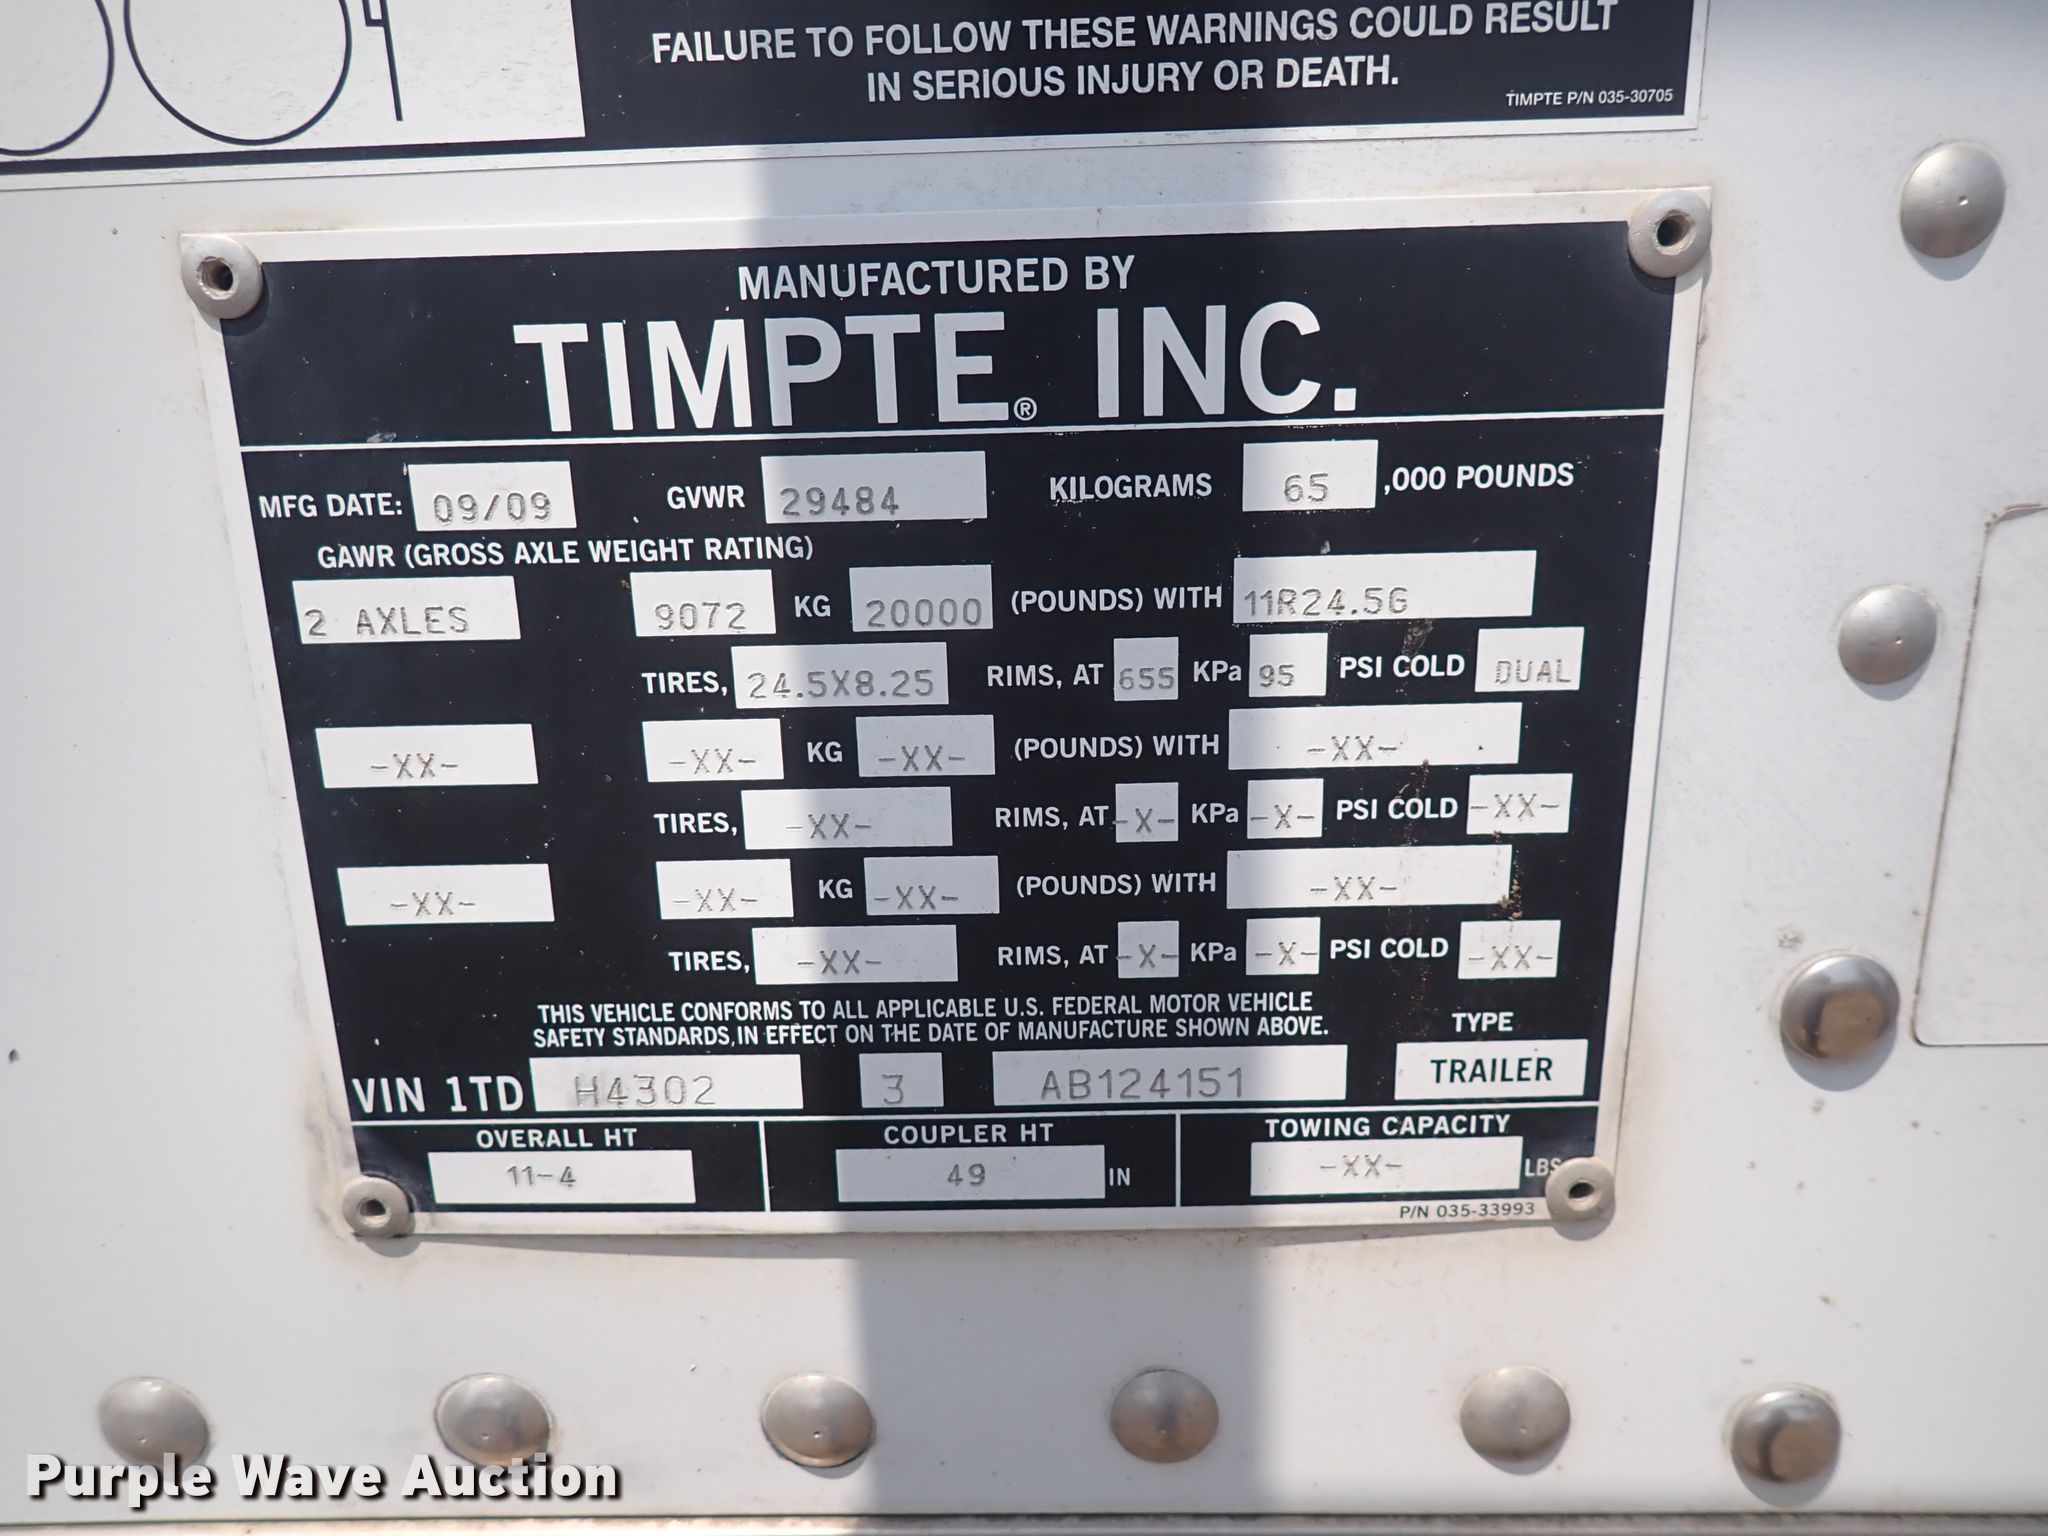 FAILURE TO FOLLOW THESE WARNINGS COULD RESULT
IN SERIOUS INJURY OR DEATH.
TIMPTE P/N 035-30705
MANUFACTURED BY
TIMPTE® INC.
MFG DATE: 09/09 GVWR 29484 KILOGRAMS 65 ,000 POUNDS
GAWR (GROSS AXLE WEIGHT RATING)
2 AXLES 9072 KG 20000 (POUNDS) WITH 11R24.5G
TIRES, 24.5X8.25 RIMS, AT 655 KPa 95 PSI COLD DUAL
-XX- -XX- KG -XX- (POUNDS) WITH -XX-
TIRES, -XX- RIMS, AT -X- KPa -X- PSI COLD -XX-
-XX- -XX- KG -XX- (POUNDS) WITH -XX-
TIRES, -XX- RIMS, AT -X- KPa -X- PSI COLD -XX-
THIS VEHICLE CONFORMS TO ALL APPLICABLE U.S. FEDERAL MOTOR VEHICLE
SAFETY STANDARDS, IN EFFECT ON THE DATE OF MANUFACTURE SHOWN ABOVE.
TYPE
VIN 1TD H4302 3 AB124151 TRAILER
OVERALL HT COUPLER HT TOWING CAPACITY
11-4 49 IN -XX- LBS
P/N 035-33993
Purple Wave Auction